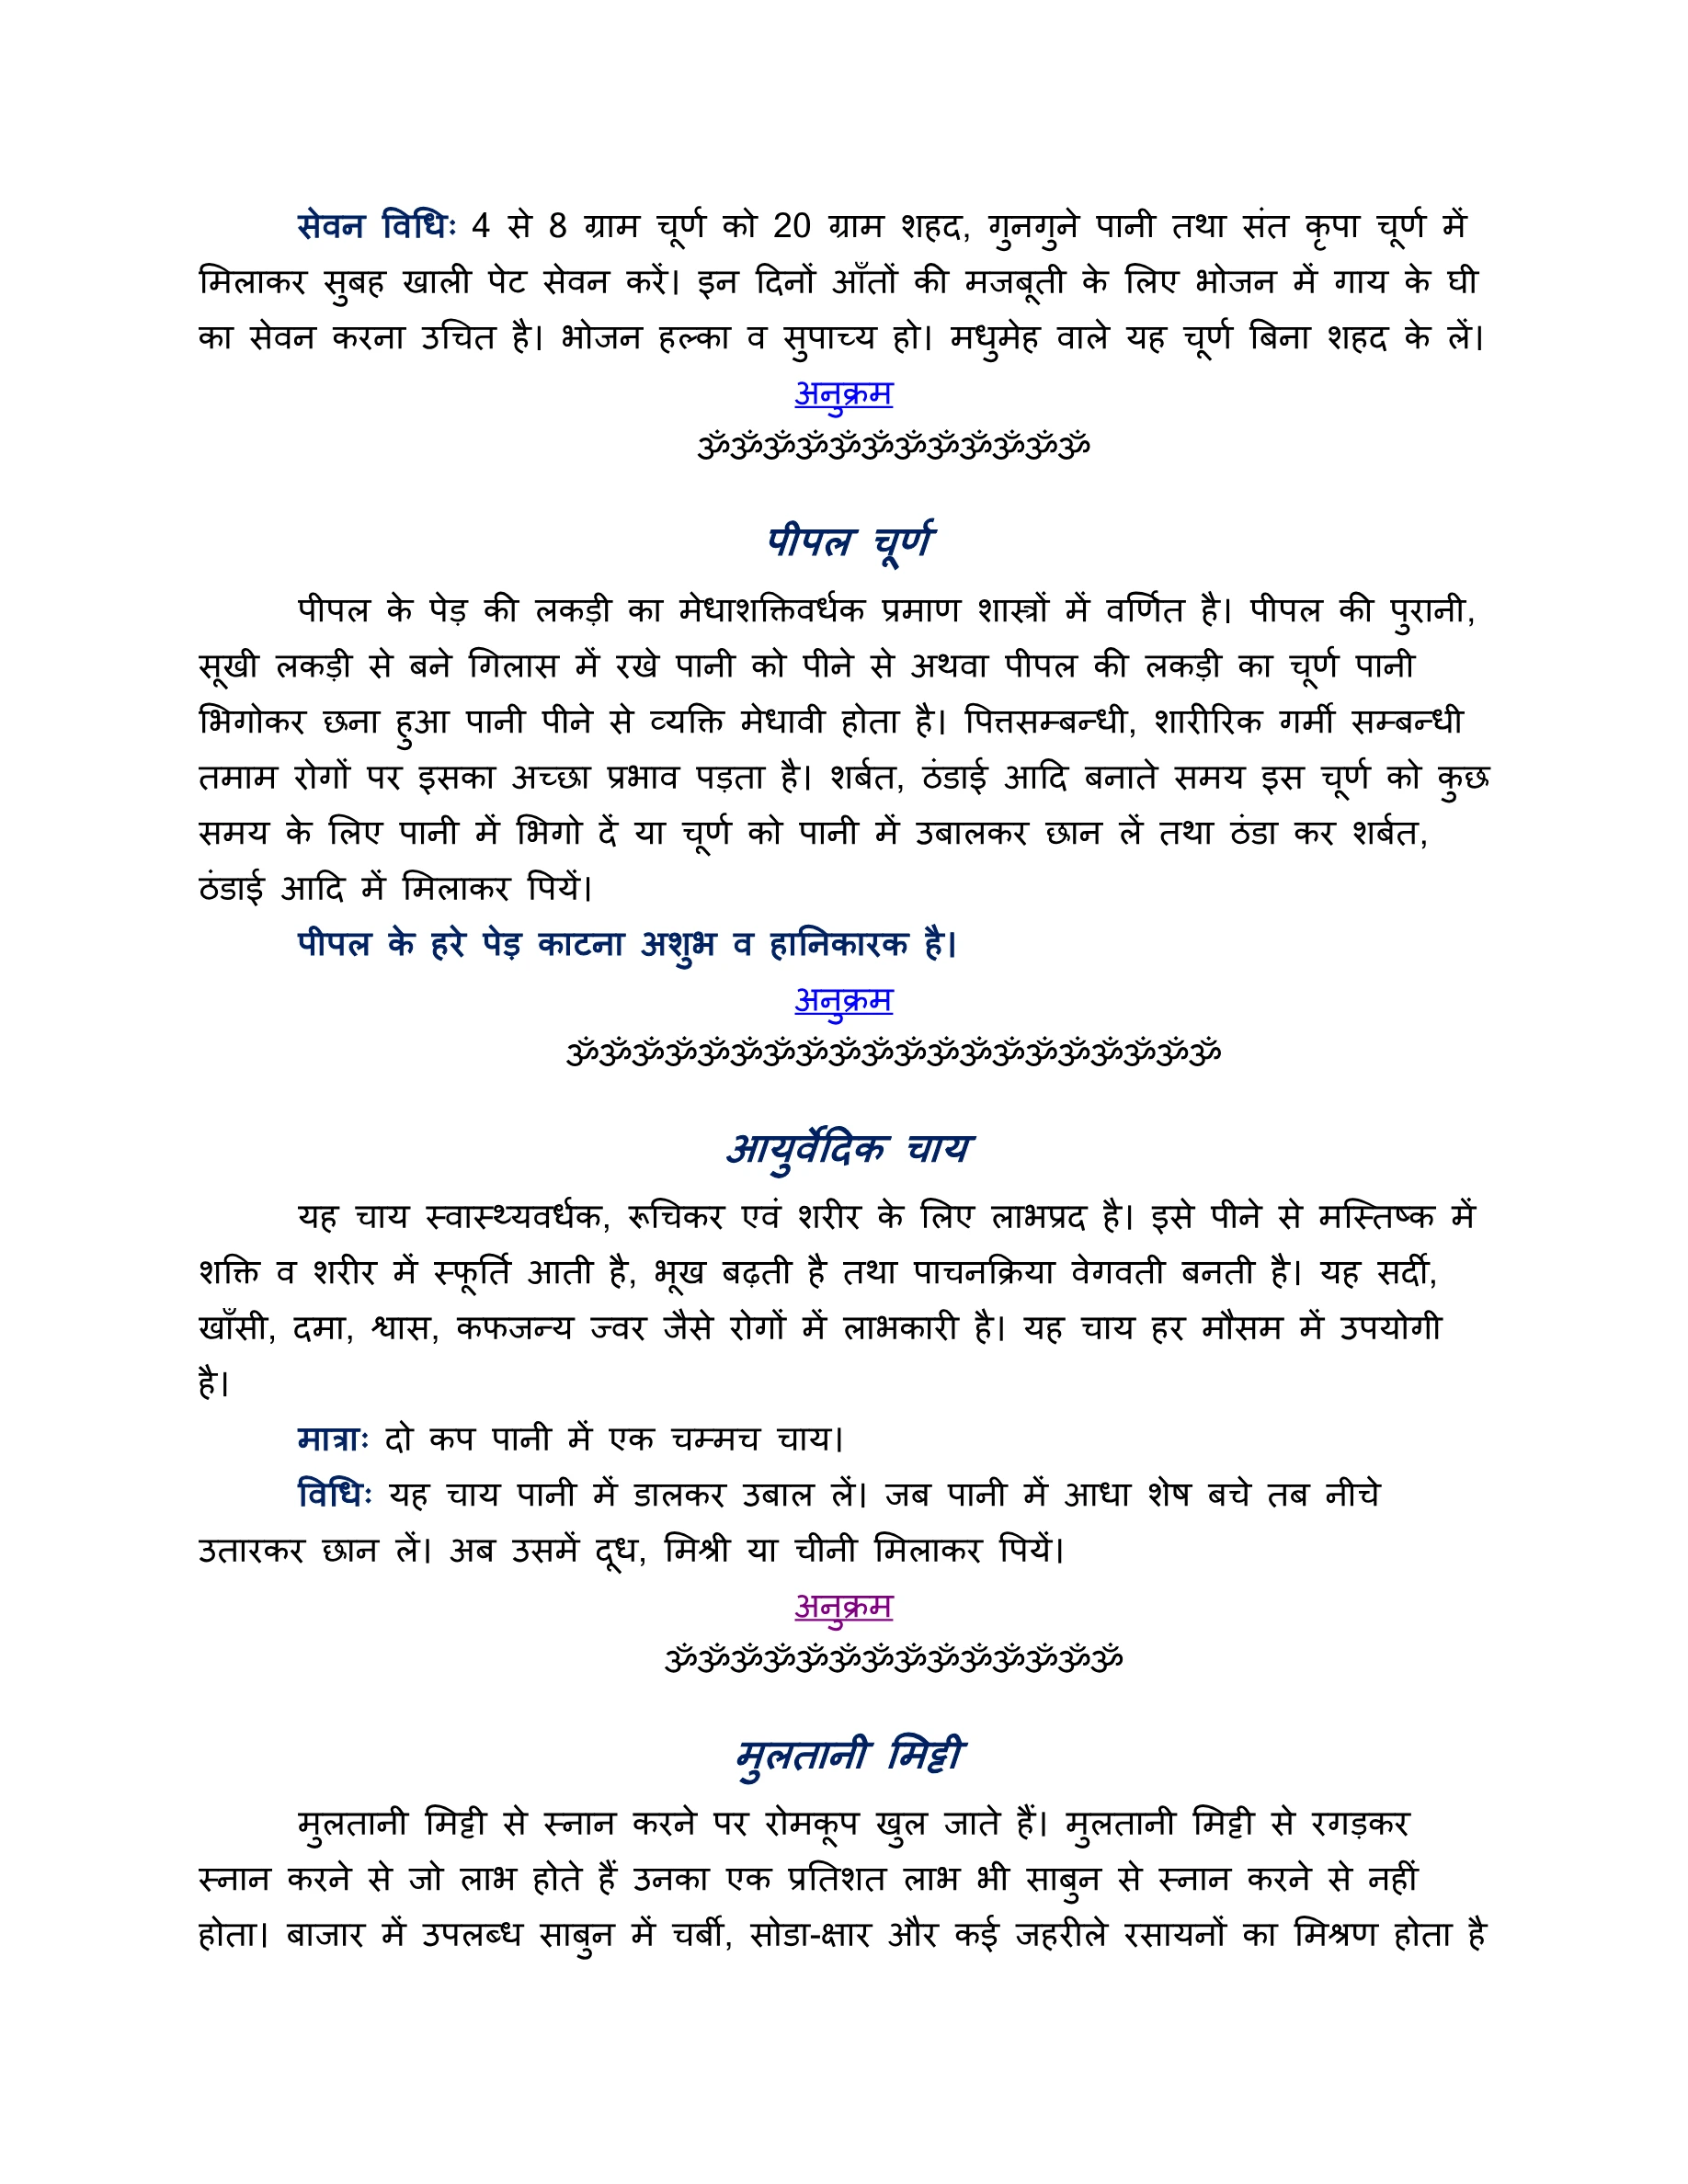 सेवन विधिः 4 से 8 ग्राम चूर्ण को 20 ग्राम शहद, गुनगुने पानी तथा संत कृपा चूर्ण में
मिलाकर सुबह खाली पेट सेवन करें। इन दिनों आँतों की मजबूती के लिए भोजन में गाय के घी
का सेवन करना उचित है। भोजन हल्का व सुपाच्य हो। मधुमेह वाले यह चूर्ण बिना शहद के लें।
अनुक्रम
ॐॐॐॐॐॐॐॐॐॐॐॐ
पीपल चूर्ण
पीपल के पेड़ की लकड़ी का मेधाशक्तिवर्धक प्रमाण शास्त्रों में वर्णित है। पीपल की पुरानी,
सूखी लकड़ी से बने गिलास में रखे पानी को पीने से अथवा पीपल की लकड़ी का चूर्ण पानी
भिगोकर छना हुआ पानी पीने से व्यक्ति मेधावी होता है। पित्तसम्बन्धी, शारीरिक गर्मी सम्बन्धी
तमाम रोगों पर इसका अच्छा प्रभाव पड़ता है। शर्बत, ठंडाई आदि बनाते समय इस चूर्ण को कुछ
समय के लिए पानी में भिगो दें या चूर्ण को पानी में उबालकर छान लें तथा ठंडा कर शर्बत,
ठंडाई आदि में मिलाकर पियें।
पीपल के हरे पेड़ काटना अशुभ व हानिकारक है।
अनुक्रम
ॐॐॐॐॐॐॐॐॐॐॐॐॐॐॐॐॐॐॐॐ
आयुर्वेदिक चाय
यह चाय स्वास्थ्यवर्धक, रूचिकर एवं शरीर के लिए लाभप्रद है। इसे पीने से मस्तिष्क में
शक्ति व शरीर में स्फूर्ति आती है, भूख बढ़ती है तथा पाचनक्रिया वेगवती बनती है। यह सर्दी,
खाँसी, दमा, श्वास, कफजन्य ज्वर जैसे रोगों में लाभकारी है। यह चाय हर मौसम में उपयोगी
है।
मात्राः दो कप पानी में एक चम्मच चाय।
विधिः यह चाय पानी में डालकर उबाल लें। जब पानी में आधा शेष बचे तब नीचे
उतारकर छान लें। अब उसमें दूध, मिश्री या चीनी मिलाकर पियें।
अनुक्रम
ॐॐॐॐॐॐॐॐॐॐॐॐॐॐ
मुलतानी मिट्टी
मुलतानी मिट्टी से स्नान करने पर रोमकूप खुल जाते हैं। मुलतानी मिट्टी से रगड़कर
स्नान करने से जो लाभ होते हैं उनका एक प्रतिशत लाभ भी साबुन से स्नान करने से नहीं
होता। बाजार में उपलब्ध साबुन में चर्बी, सोडा-क्षार और कई जहरीले रसायनों का मिश्रण होता है